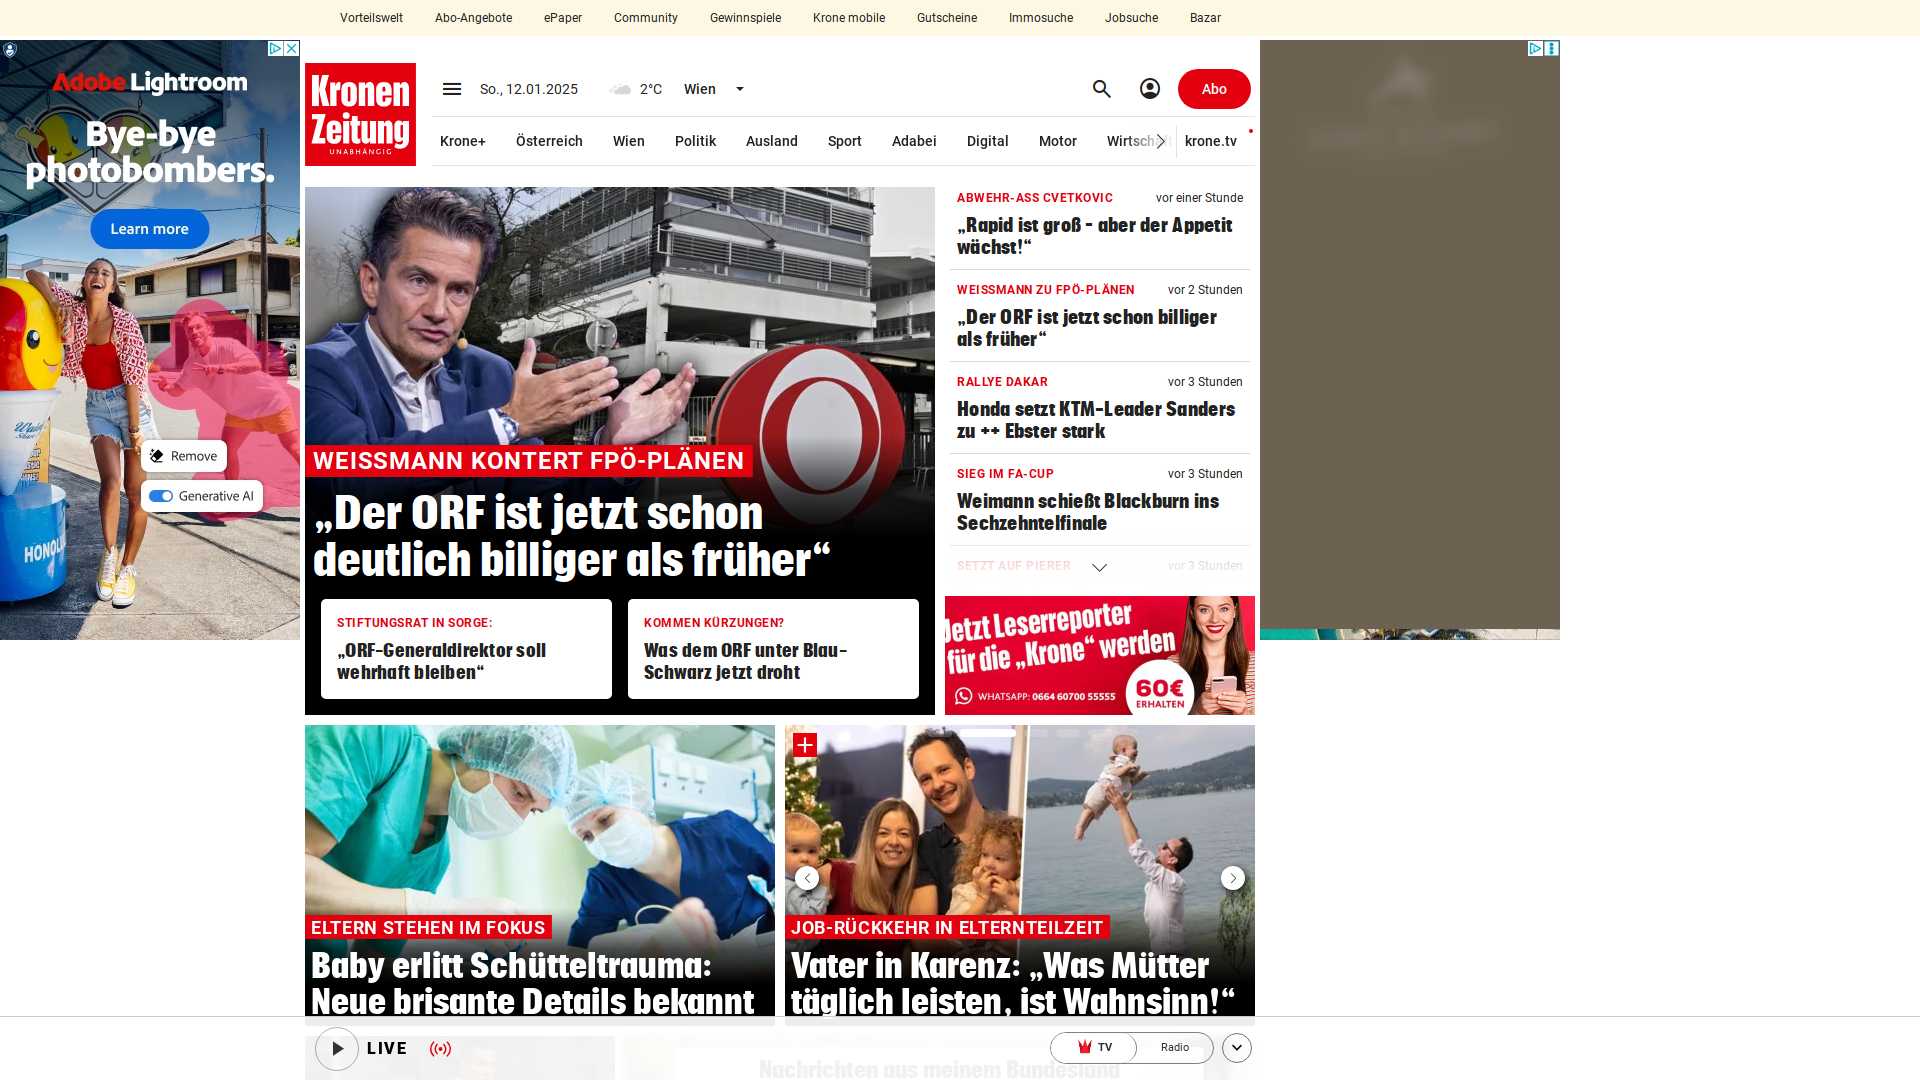 Vorteilswelt
Abo-Angebote
ePaper
Community
Gewinnspiele
Krone mobile
Gutscheine
Immosuche
Jobsuche
Bazar
Adobe Lightroom
Bye-bye
photobombers.
Learn more
Remove
Generative AI
Kronen
Zeitung
UNABHÄNGIG
So., 12.01.2025
2°C
Wien
Abo
Krone+
Österreich
Wien
Politik
Ausland
Sport
Adabei
Digital
Motor
Wirtschaft
krone.tv
WEISSMANN KONTERT FPÖ-PLÄNEN
„Der ORF ist jetzt schon
deutlich billiger als früher“
STIFTUNGSRAT IN SORGE:
„ORF-Generaldirektor soll
wehrhaft bleiben“
KOMMEN KÜRZUNGEN?
Was dem ORF unter Blau-
Schwarz jetzt droht
ABWEHR-ASS CVETKOVIC
vor einer Stunde
„Rapid ist groß – aber der Appetit
wächst!“
WEISSMANN ZU FPÖ-PLÄNEN
vor 2 Stunden
„Der ORF ist jetzt schon billiger
als früher“
RALLYE DAKAR
vor 3 Stunden
Honda setzt KTM-Leader Sanders
zu ++ Ebster stark
SIEG IM FA-CUP
vor 3 Stunden
Weimann schießt Blackburn ins
Sechzehntelfinale
SETZT AUF PIERER
vor 3 Stunden
Jetzt Leserreporter
für die „Krone“ werden
WHATSAPP: 0664 60700 55555
60€
ERHALTEN
ELTERN STEHEN IM FOKUS
Baby erlitt Schütteltrauma:
Neue brisante Details bekannt
JOB-RÜCKKEHR IN ELTERNTEILZEIT
Vater in Karenz: „Was Mütter
täglich leisten, ist Wahnsinn!“
LIVE
TV
Radio
Nachrichten aus meinem Bundesland